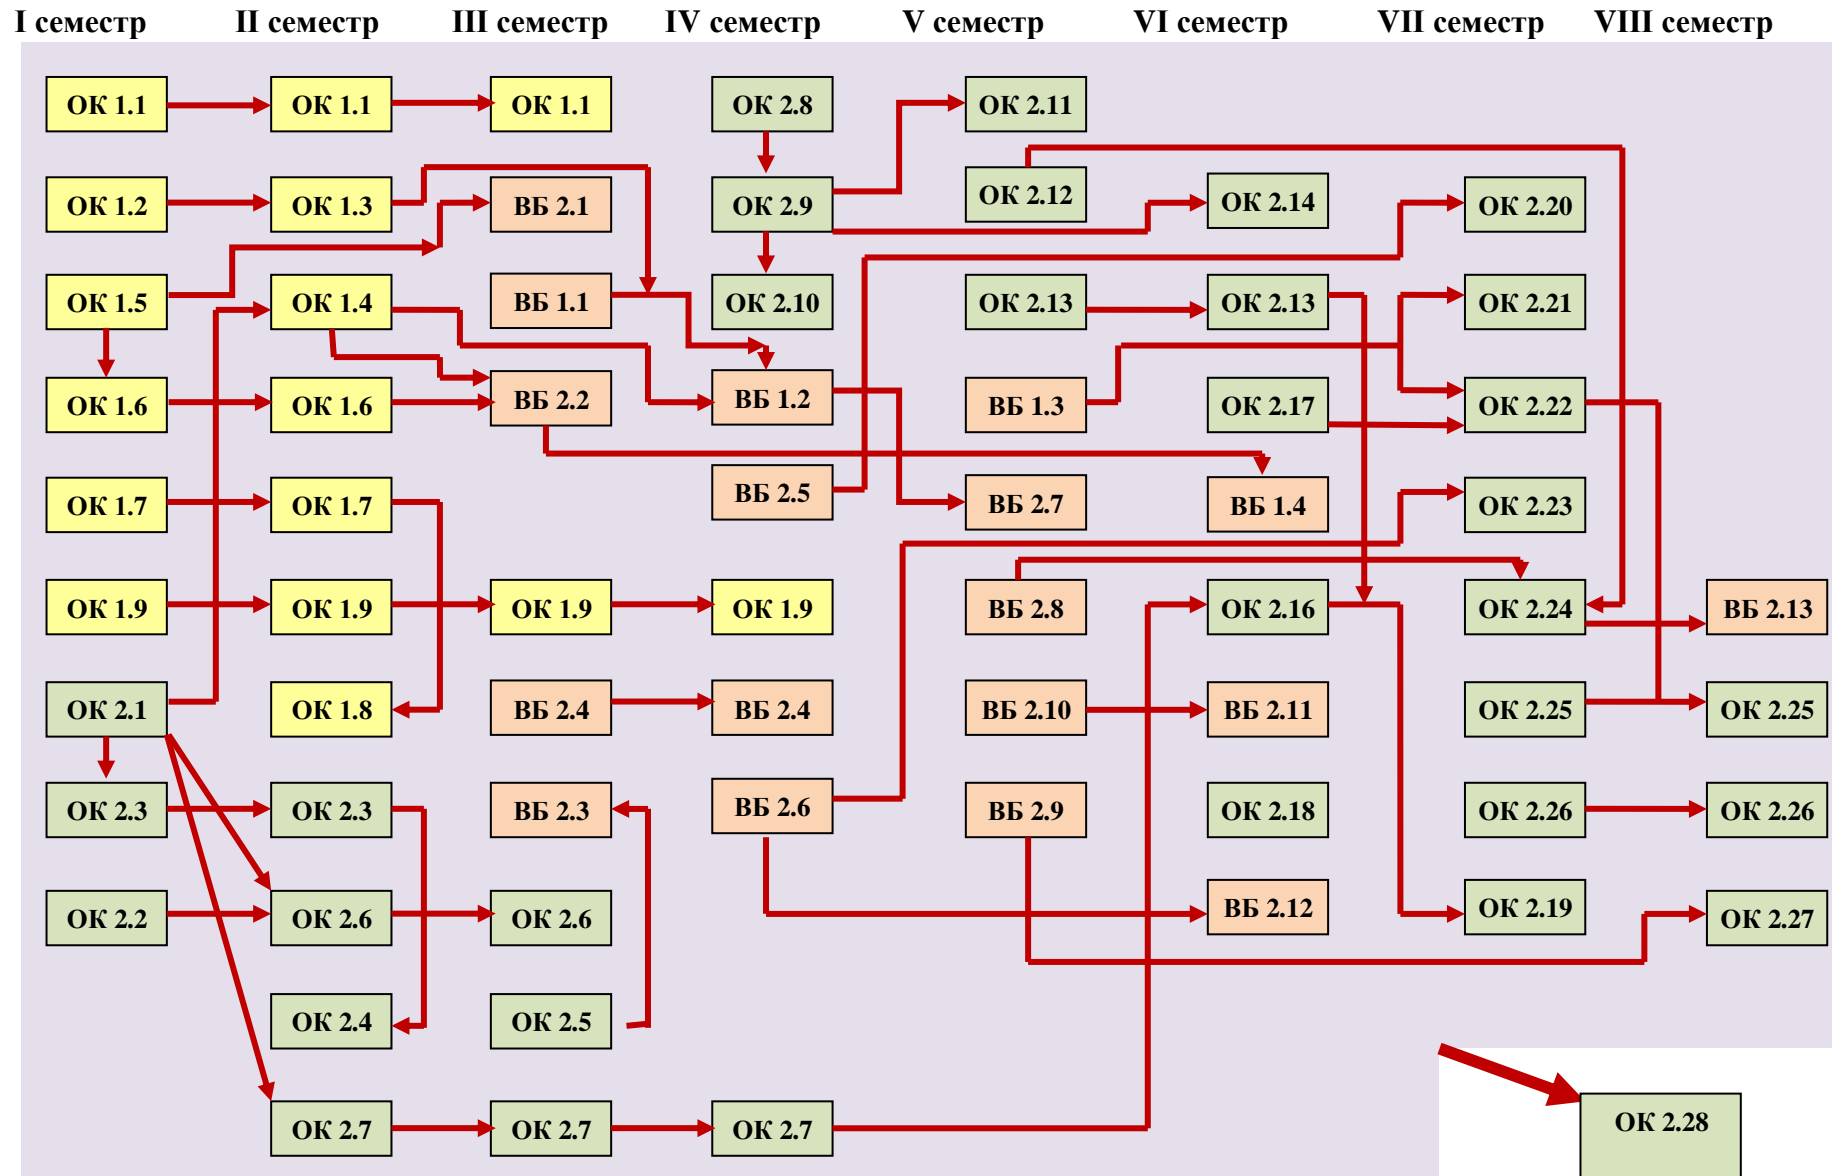 I семестр II семестр III семестр IV семестр V семестр VI семестр VII семестр VIII семестр
ОК 1.1 ОК 1.1 ОК 1.1 ОК 2.8 ОК 2.11
ОК 1.2 ОК 1.3 ВБ 2.1 ОК 2.9 ОК 2.12 ОК 2.14 ОК 2.20
ОК 1.5 ОК 1.4 ВБ 1.1 ОК 2.10 ОК 2.13 ОК 2.13 ОК 2.21
ОК 1.6 ОК 1.6 ВБ 2.2 ВБ 1.2 ВБ 1.3 ОК 2.17 ОК 2.22
ОК 1.7 ОК 1.7 ВБ 2.5 ВБ 2.7 ВБ 1.4 ОК 2.23
ОК 1.9 ОК 1.9 ОК 1.9 ОК 1.9 ВБ 2.8 ОК 2.16 ОК 2.24 ВБ 2.13
ОК 2.1 ОК 1.8 ВБ 2.4 ВБ 2.4 ВБ 2.10 ВБ 2.11 ОК 2.25 ОК 2.25
ОК 2.3 ОК 2.3 ВБ 2.3 ВБ 2.6 ВБ 2.9 ОК 2.18 ОК 2.26 ОК 2.26
ОК 2.2 ОК 2.6 ОК 2.6 ВБ 2.12 ОК 2.19 ОК 2.27
ОК 2.4 ОК 2.5
ОК 2.7 ОК 2.7 ОК 2.7 ОК 2.28